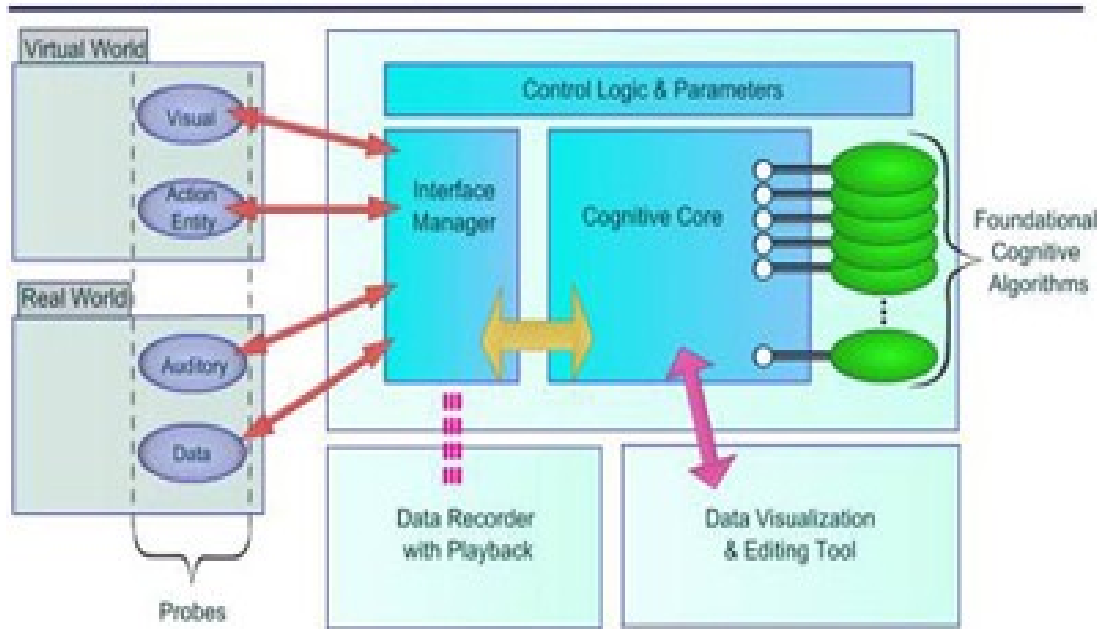 Virtual World
Visual
Action
Entity
Real World
Auditory
Data
Probes
Control Logic & Parameters
Interface
Manager
Cognitive Core
Foundational
Cognitive
Algorithms
Data Recorder
with Playback
Data Visualization
& Editing Tool